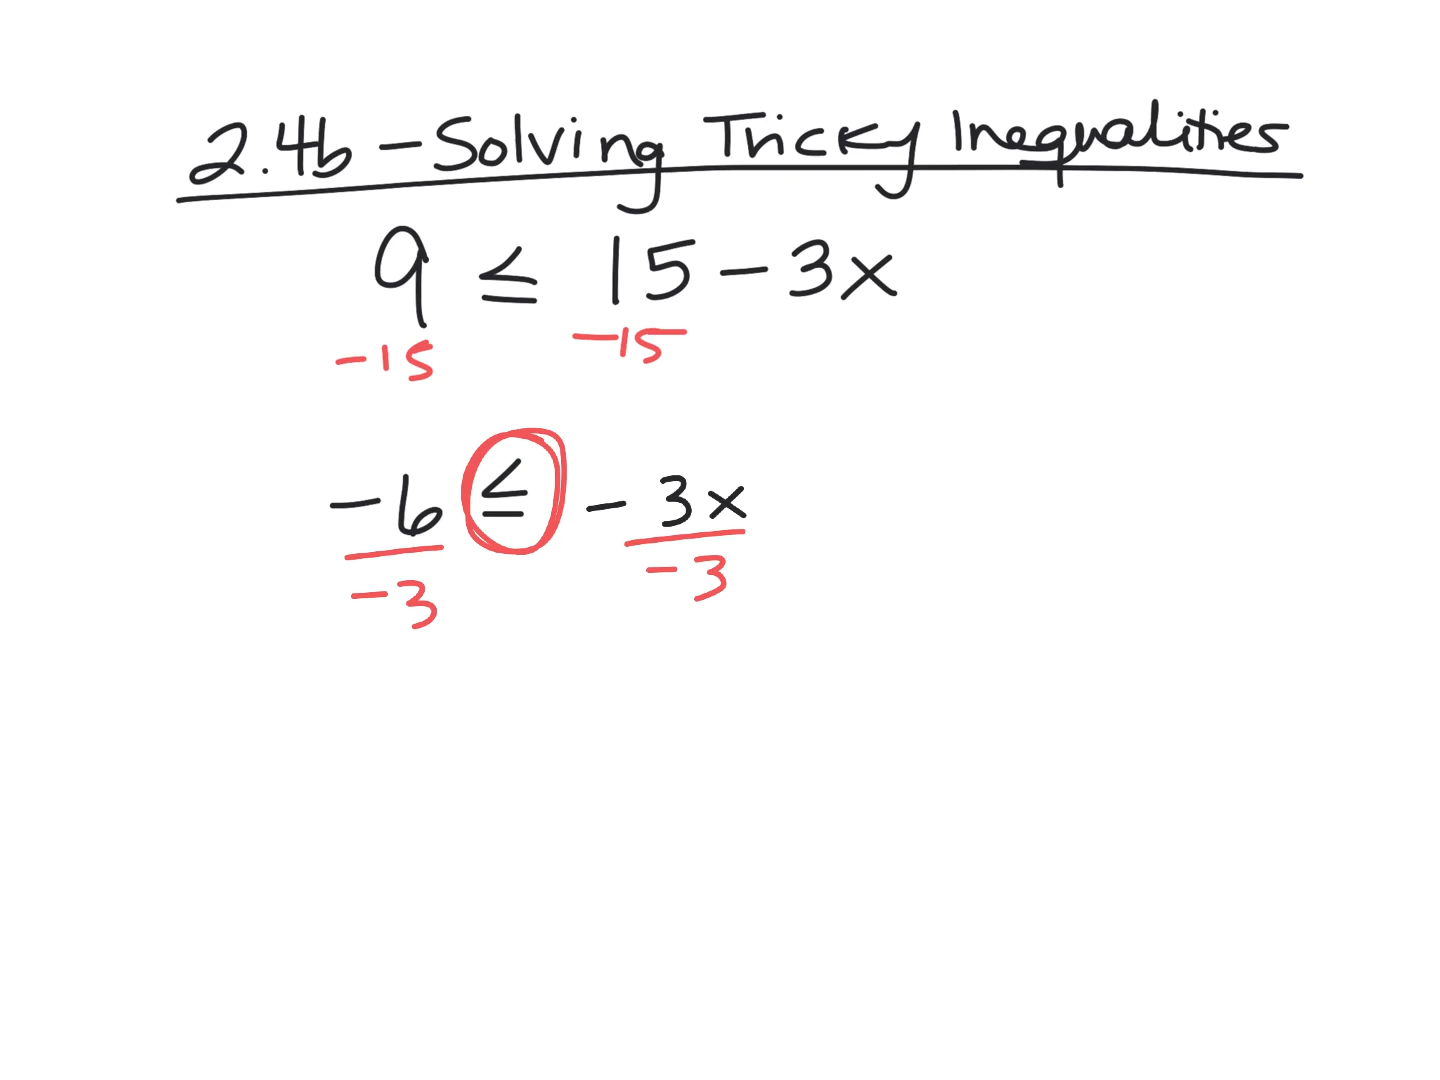 2.4b - Solving Tricky Inequalities
9 ≤ 15 - 3x
-15 -15
-6 ≤ -3x
-3 -3